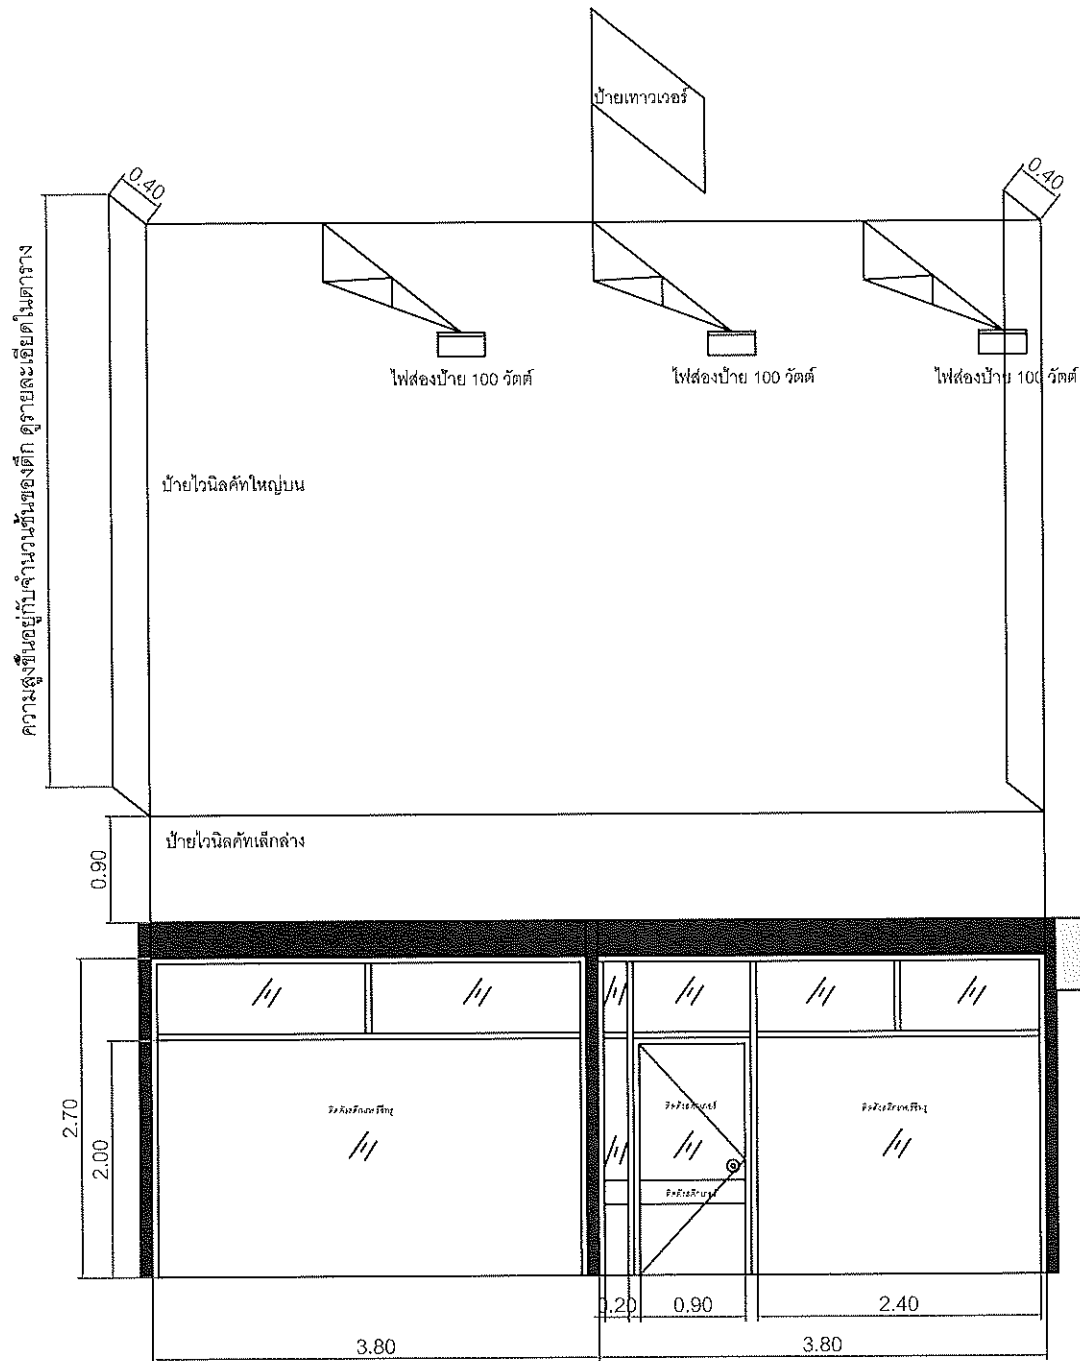 ป้ายเทาวเวอร์
0.40
0.40
ความสูงขึ้นอยู่กับจำนวนชั้นของตึก ดูรายละเอียดในตาราง
ไฟส่องป้าย 100 วัตต์
ไฟส่องป้าย 100 วัตต์
ไฟส่องป้าย 100 วัตต์
ป้ายไวนิลคัทใหญ่บน
ป้ายไวนิลคัทเล็กล่าง
0.90
2.70
2.00
0.20
0.90
2.40
3.80
3.80